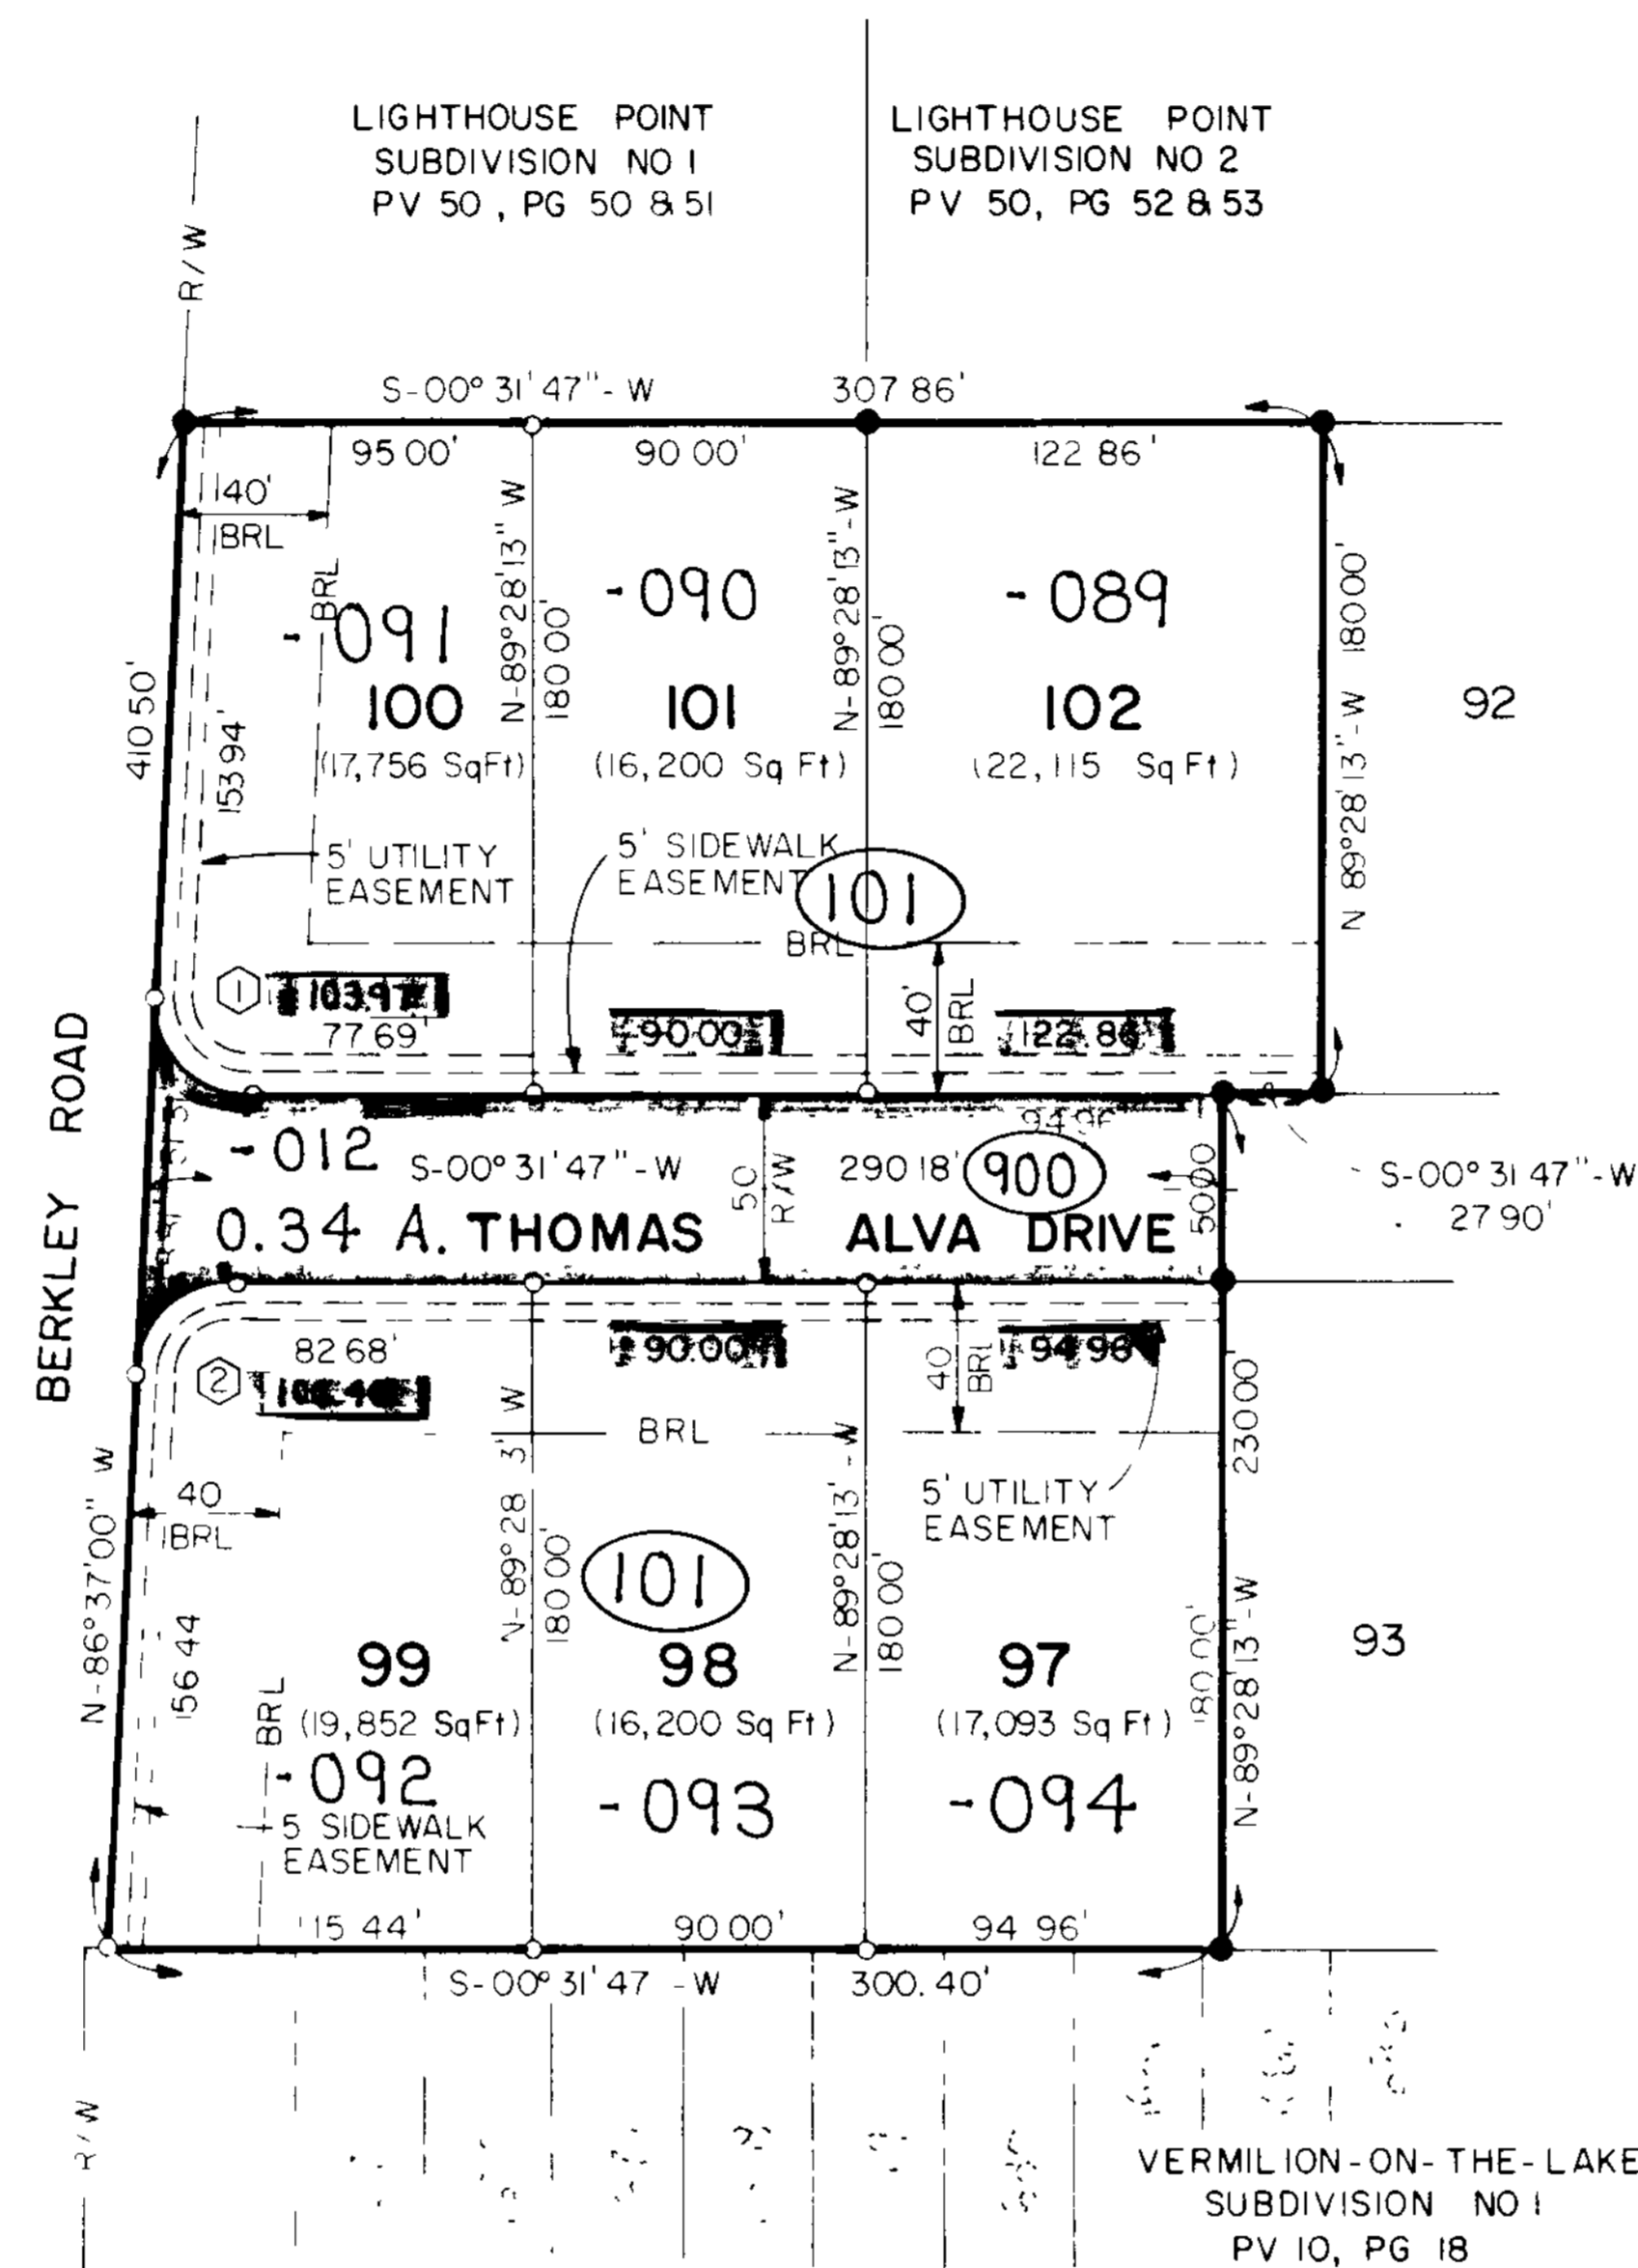 LIGHTHOUSE POINT
SUBDIVISION NO 1
PV 50, PG 50 & 51
LIGHTHOUSE POINT
SUBDIVISION NO 2
PV 50, PG 52 & 53
R/W
S-00° 31' 47"-W
307 86'
95 00'
90 00'
122 86'
140'
BRL
BRL
-091
100
(17,756 SqFt)
N-89°28'13" W
180 00'
-090
101
(16,200 Sq Ft)
N-89°28'13"-W
180 00'
-089
102
(22,115 Sq Ft)
N 89°28'13"-W 180 00'
92
410 50'
153 94'
5' UTILITY
EASEMENT
5' SIDEWALK
EASEMENT
101
BRL
1
103.97'
77 69'
90.00'
40'
BRL
122.86'
BERKLEY ROAD
94 96
-012
S-00° 31' 47"-W
50
R/W
290 18'
900
50 00
S-00° 31 47"-W
27 90'
0.34 A.
THOMAS ALVA DRIVE
82 68'
2
90.00'
94 96
40
BRL
BRL
40
BRL
N-86°37'00" W
156 44
N-89° 28 3' W
180 00'
101
N-89°28'13'-W
180 00'
5' UTILITY
EASEMENT
230 00'
N-89°28'13"-W
180 00'
93
99
(19,852 SqFt)
BRL
-092
5 SIDEWALK
EASEMENT
98
(16,200 Sq Ft)
-093
97
(17,093 Sq Ft)
-094
115 44'
90 00'
94 96'
S-00° 31' 47 -W
300.40'
R/W
VERMILION-ON-THE-LAKE
SUBDIVISION NO 1
PV 10, PG 18